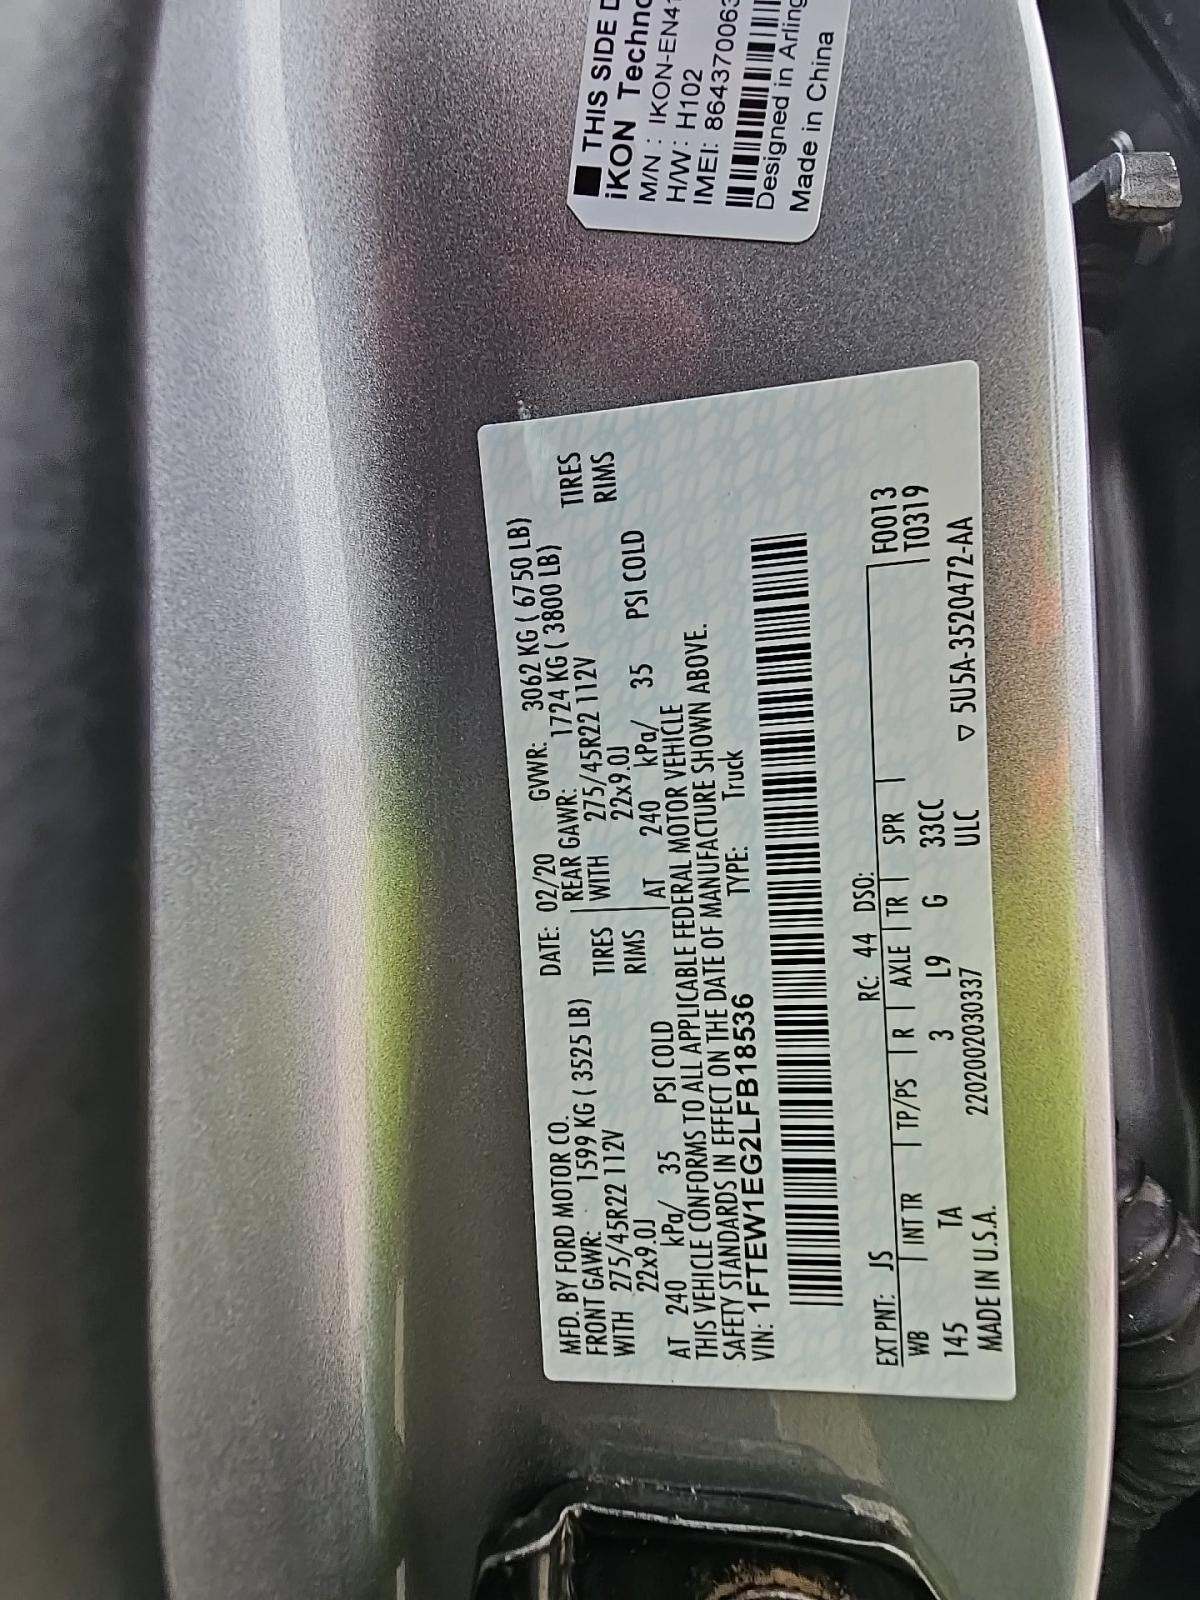 THIS SIDE
iKON Techno
M/N : IKON-EN41
H/W: H102
IMEI: 864370063
Designed in Arling
Made in China
MFD. BY FORD MOTOR CO. DATE: 02/20 GVWR: 3062 KG ( 6750 LB)
FRONT GAWR: 1599 KG ( 3525 LB) REAR GAWR: 1724 KG ( 3800 LB)
WITH 275/45R22 112V TIRES WITH 275/45R22 112V TIRES
22x9.0J RIMS 22x9.0J RIMS
AT 240 kPa/ 35 PSI COLD AT 240 kPa/ 35 PSI COLD
THIS VEHICLE CONFORMS TO ALL APPLICABLE FEDERAL MOTOR VEHICLE
SAFETY STANDARDS IN EFFECT ON THE DATE OF MANUFACTURE SHOWN ABOVE.
VIN: 1FTEW1EG2LFB18536 TYPE: Truck
EXT PNT: JS RC: 44 DSO: F0013
WB INT TR TP/PS R AXLE TR SPR T0319
145 TA 3 L9 G 33CC
MADE IN U.S.A. 220200203​0337 ULC ▽ 5U5A-3520472-AA